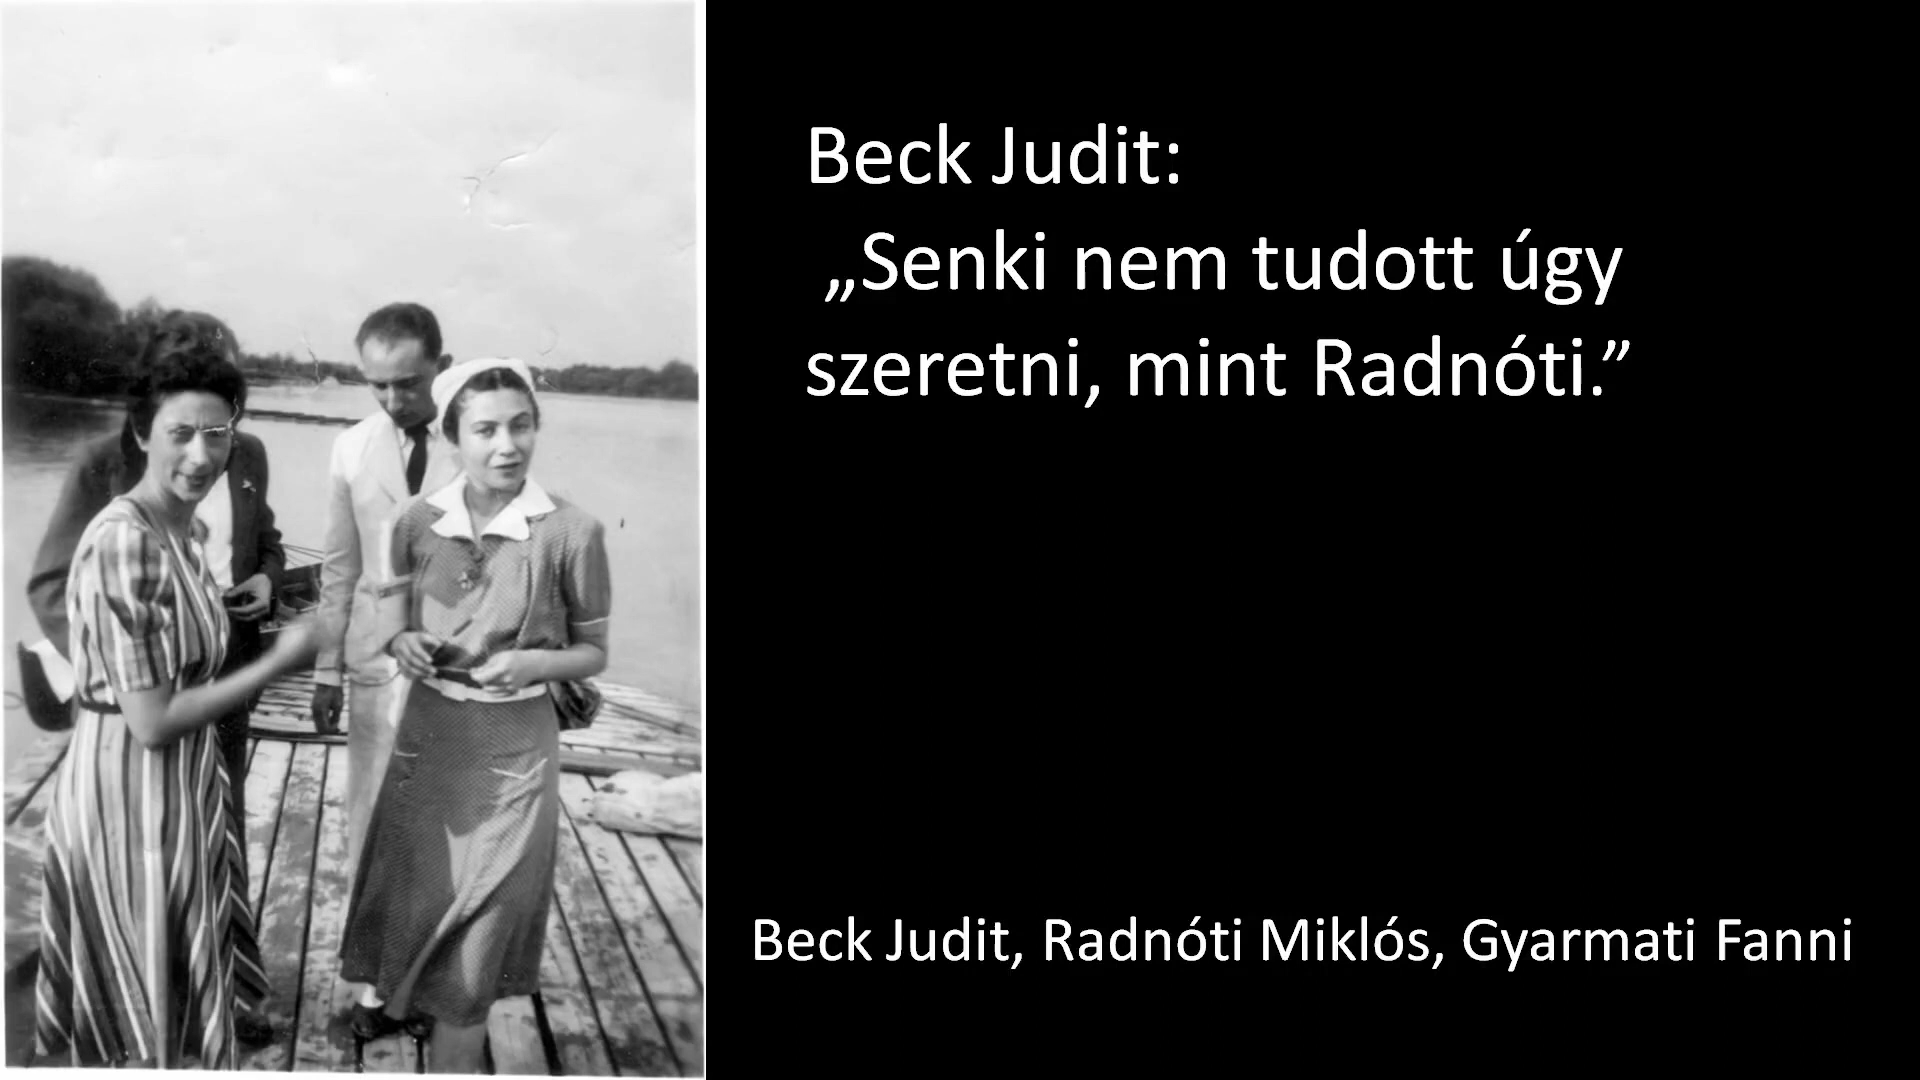 Beck Judit:
„Senki nem tudott úgy
szeretni, mint Radnóti.”
Beck Judit, Radnóti Miklós, Gyarmati Fanni